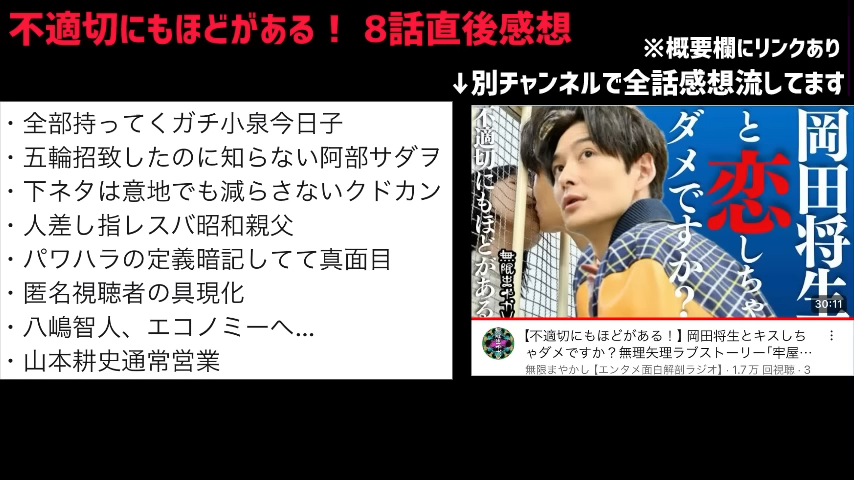 不適切にもほどがある！ 8話直後感想
※概要欄にリンクあり
↓別チャンネルで全話感想流してます
・全部持ってくガチ小泉今日子
・五輪招致したのに知らない阿部サダヲ
・下ネタは意地でも減らさないクドカン
・人差し指レスバ昭和親父
・パワハラの定義暗記してて真面目
・匿名視聴者の具現化
・八嶋智人、エコノミーへ…
・山本耕史通常営業
岡田将生
と恋しちゃ
ダメですか?
不適切にもほどがある
30:11
【不適切にもほどがある！】岡田将生とキスしち
ゃダメですか？無理矢理ラブストーリー「牢屋…
無限まやかし【エンタメ面白解剖ラジオ】・1.7万 回視聴・3